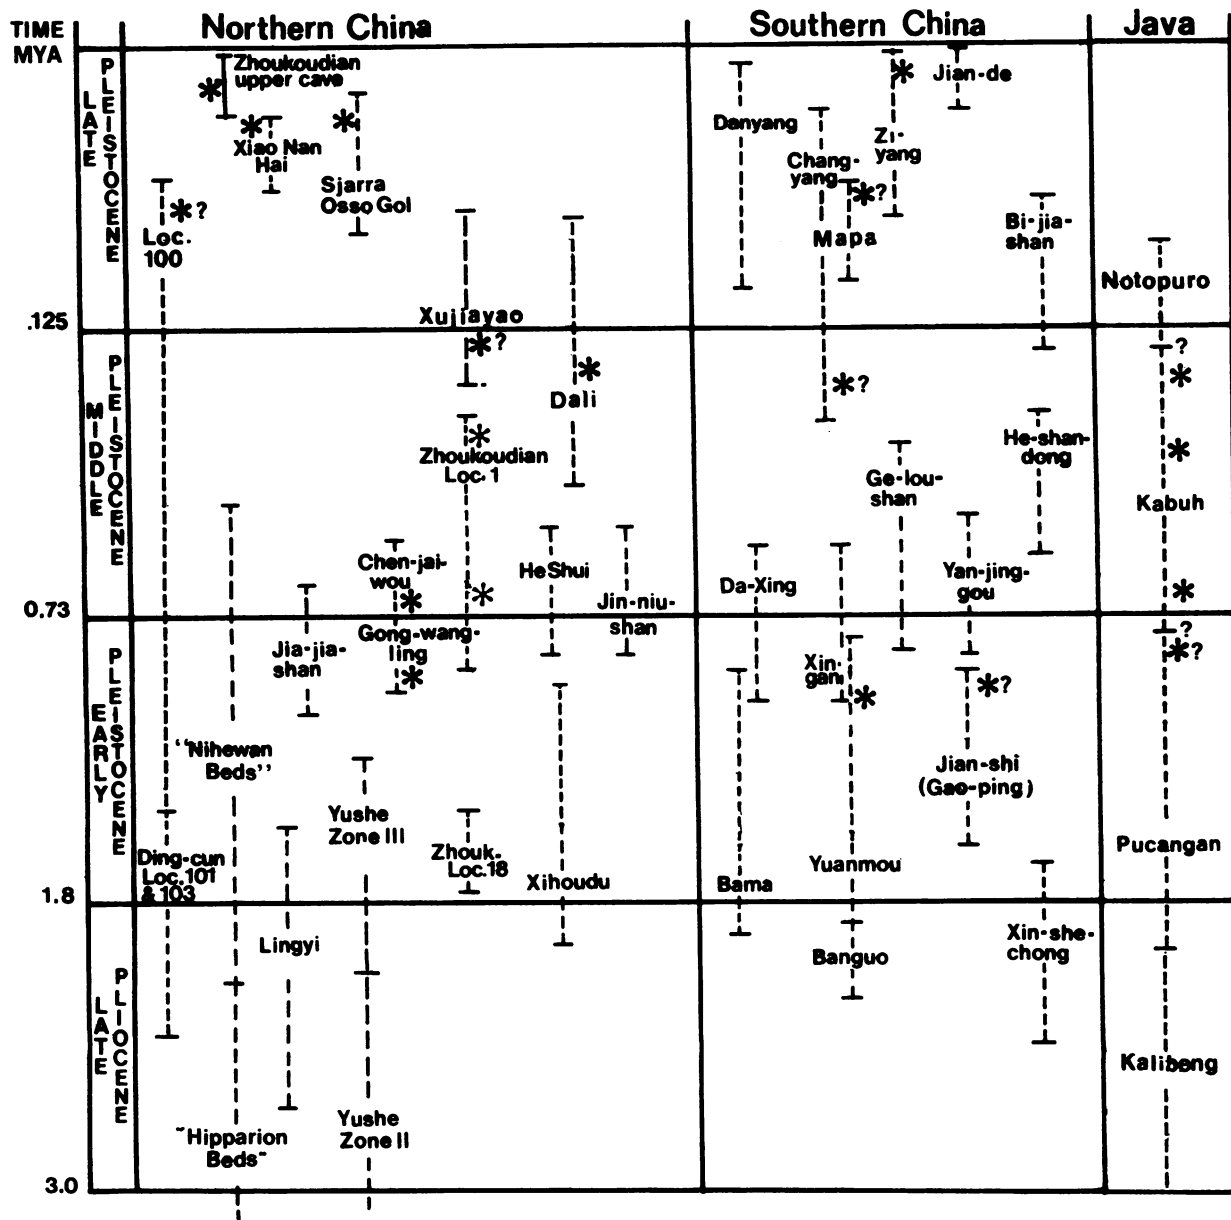 TIME
MYA
Northern China
Southern China
Java
LATE
PLEISTOCENE
Zhoukoudian
upper cave
Xiao Nan
Hai
Sjarra
Osso Gol
*?
Loc.
100
Danyang
Chang-
yang
Zi-
yang
Jian-de
*?
Mapa
Bi-jia-
shan
Notopuro
.125
Xujiayao
*?
MIDDLE
PLEISTOCENE
Dali
Zhoukoudian
Loc. 1
Chen-jai-
wou
He Shui
Jin-niu-
shan
*?
Ge-lou-
shan
He-shan-
dong
Da-Xing
Yan-jing-
gou
?
Kabuh
0.73
EARLY
PLEISTOCENE
Jia-jia-
shan
Gong-wang-
ling
Xin-
gan
?
*?
*?
"Nihewan
Beds"
Yushe
Zone III
Jian-shi
(Gao-ping)
Ding-cun
Loc. 101
& 103
Zhouk-
Loc. 18
Xihoudu
Bama
Yuanmou
Pucangan
1.8
LATE
PLIOCENE
Lingyi
Banguo
Xin-she-
chong
Kalibeng
"Hipparion
Beds"
Yushe
Zone II
3.0